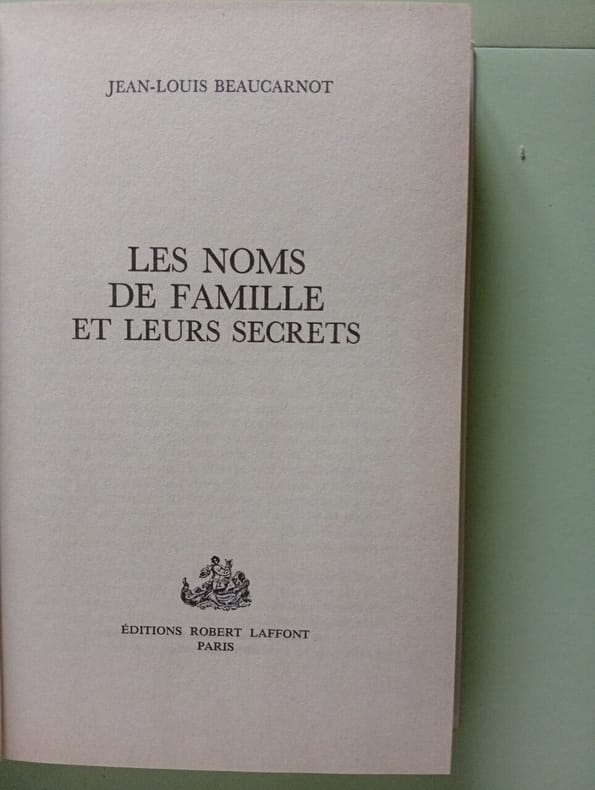 JEAN-LOUIS BEAUCARNOT
LES NOMS
DE FAMILLE
ET LEURS SECRETS
ÉDITIONS ROBERT LAFFONT
PARIS